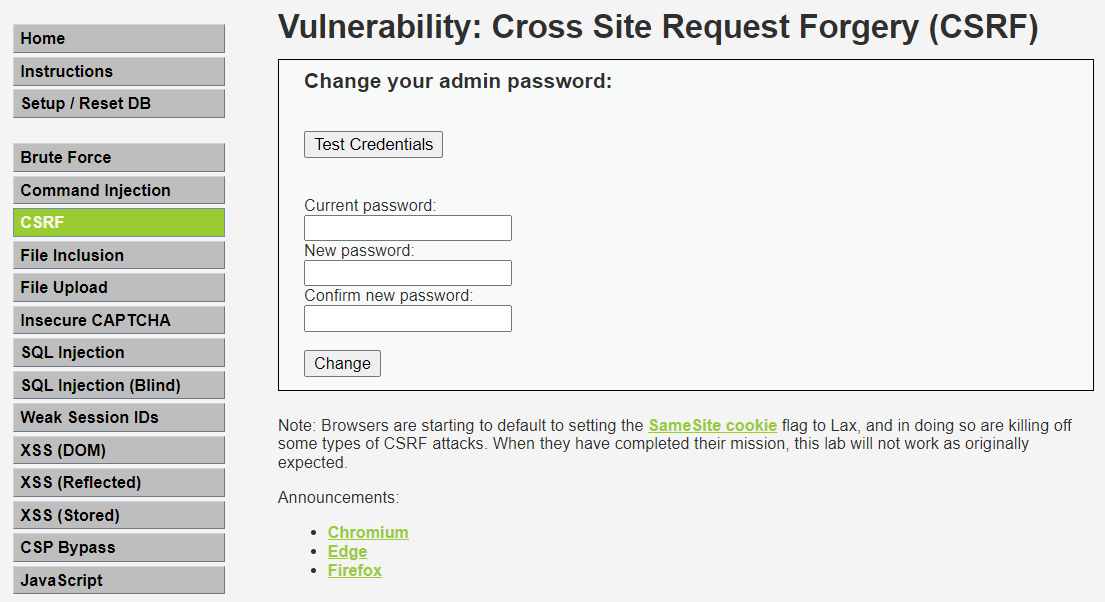 Home
Instructions
Setup / Reset DB
Brute Force
Command Injection
CSRF
File Inclusion
File Upload
Insecure CAPTCHA
SQL Injection
SQL Injection (Blind)
Weak Session IDs
XSS (DOM)
XSS (Reflected)
XSS (Stored)
CSP Bypass
JavaScript
Vulnerability: Cross Site Request Forgery (CSRF)
Change your admin password:
Test Credentials
Current password:
New password:
Confirm new password:
Change
Note: Browsers are starting to default to setting the SameSite cookie flag to Lax, and in doing so are killing off
some types of CSRF attacks. When they have completed their mission, this lab will not work as originally
expected.
Announcements:
• Chromium
• Edge
• Firefox